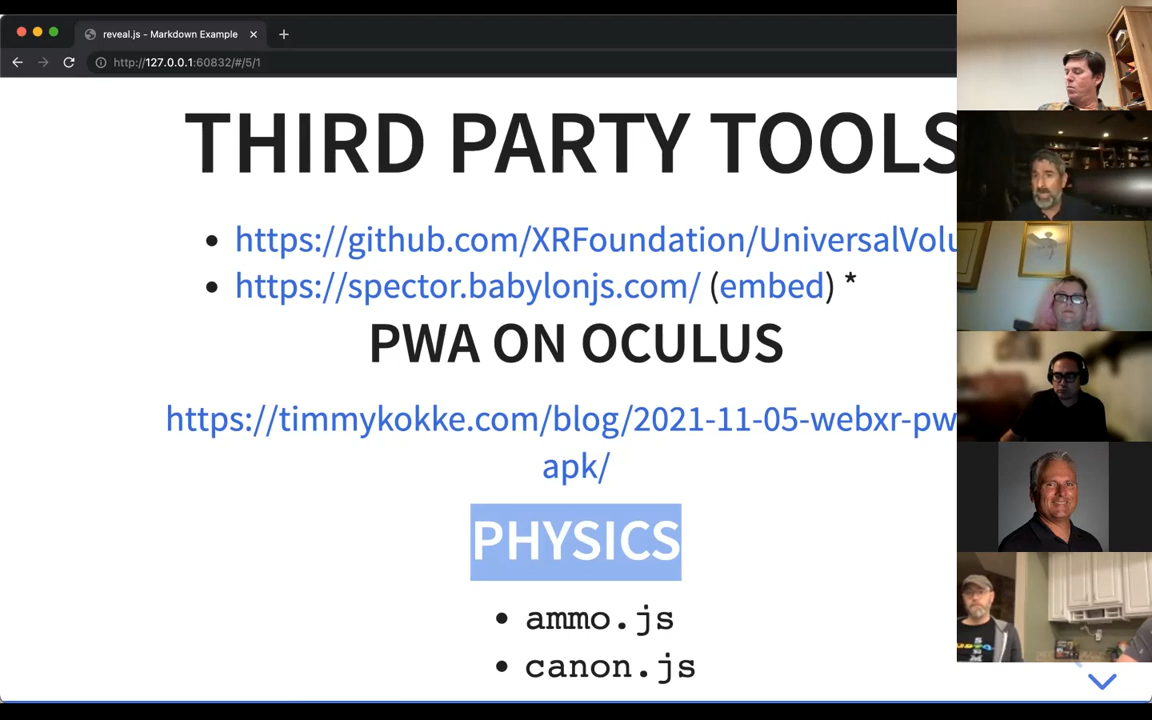 reveal.js - Markdown Example
http://127.0.0.1:60832/#/5/1
THIRD PARTY TOOLS
• https://github.com/XRFoundation/UniversalVolu
• https://spector.babylonjs.com/ (embed) *
PWA ON OCULUS
https://timmykokke.com/blog/2021-11-05-webxr-pw
apk/
PHYSICS
• ammo.js
• canon.js